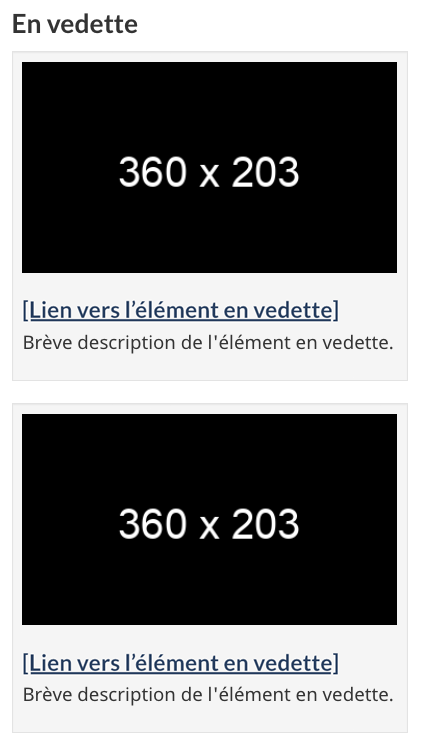 En vedette
360 x 203
[Lien vers l’élément en vedette]
Brève description de l'élément en vedette.
360 x 203
[Lien vers l’élément en vedette]
Brève description de l'élément en vedette.